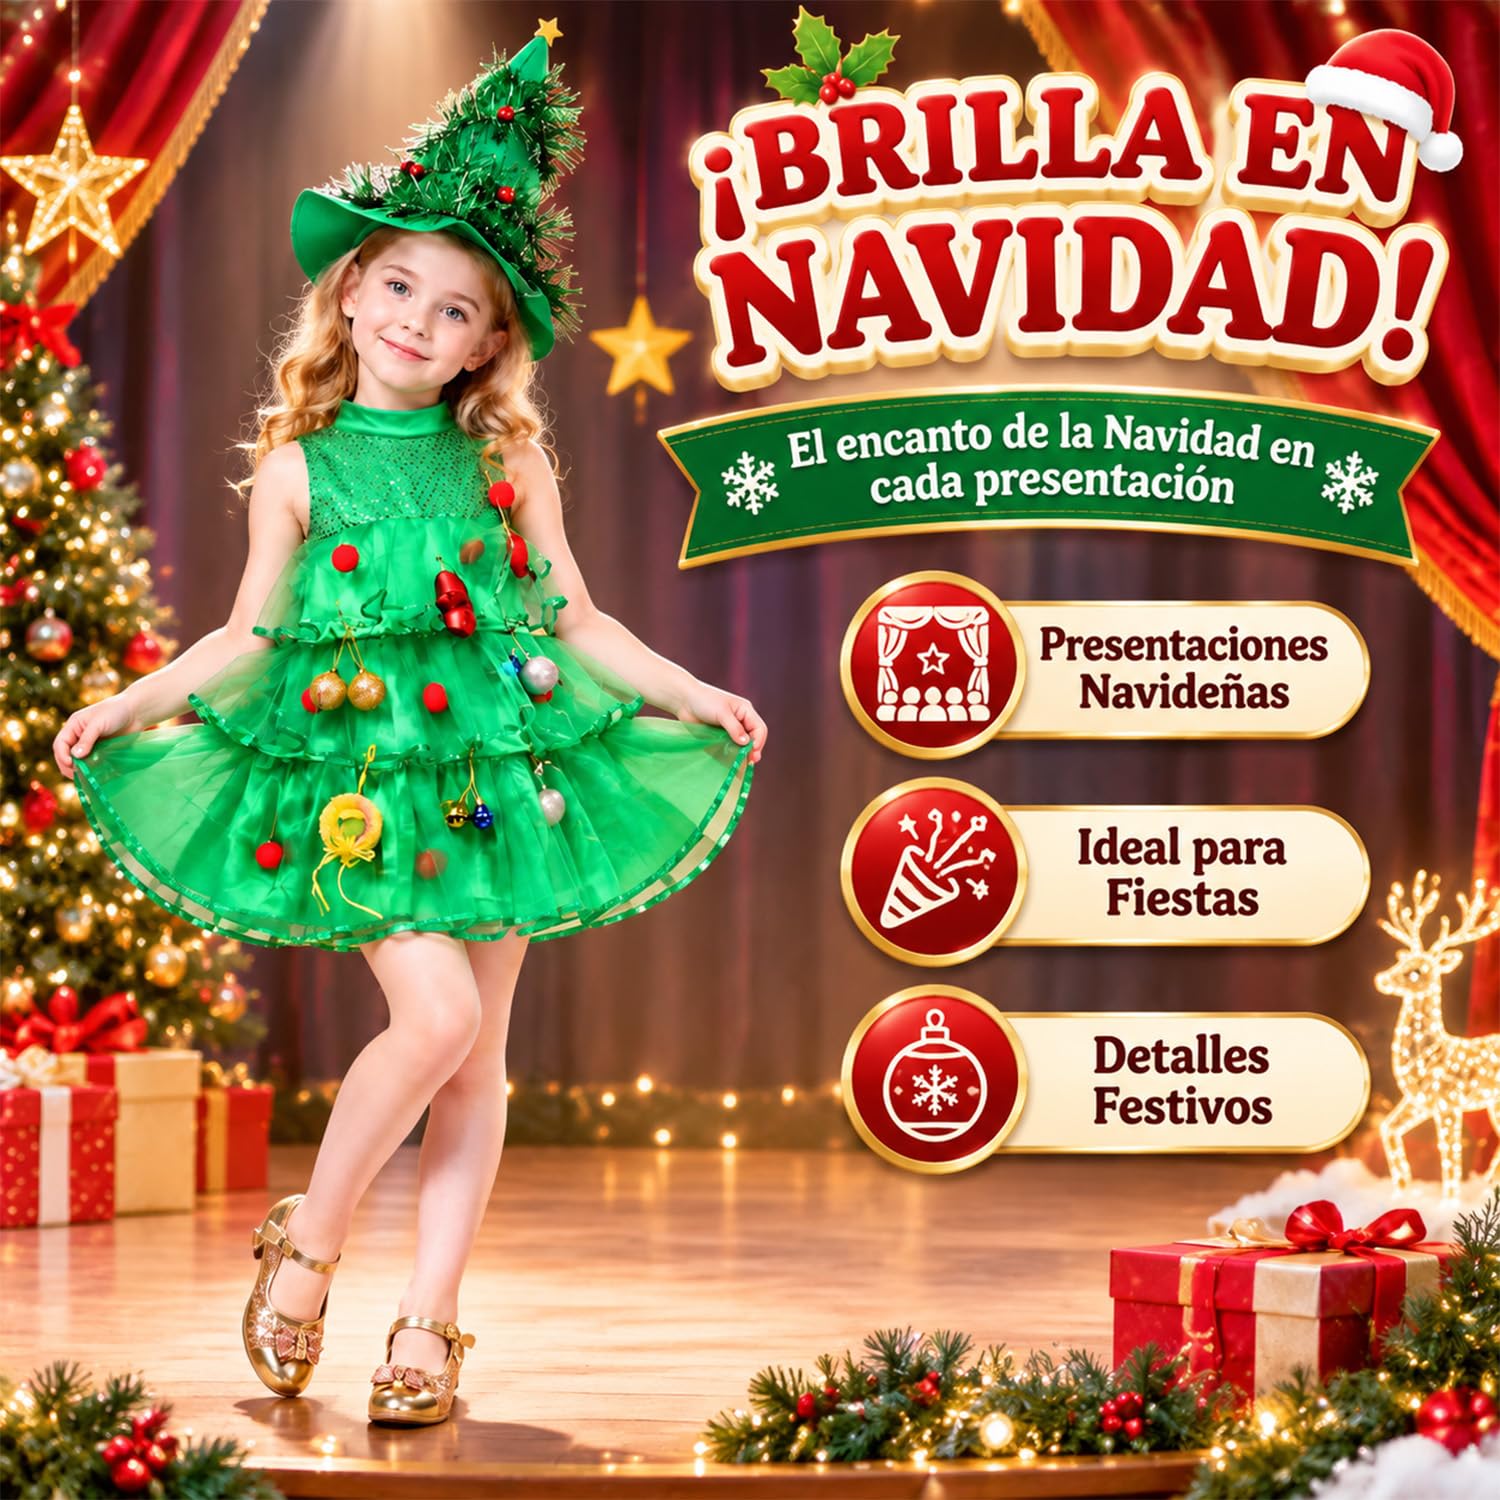 ¡BRILLA EN
NAVIDAD!
El encanto de la Navidad en
cada presentación
Presentaciones
Navideñas
Ideal para
Fiestas
Detalles
Festivos